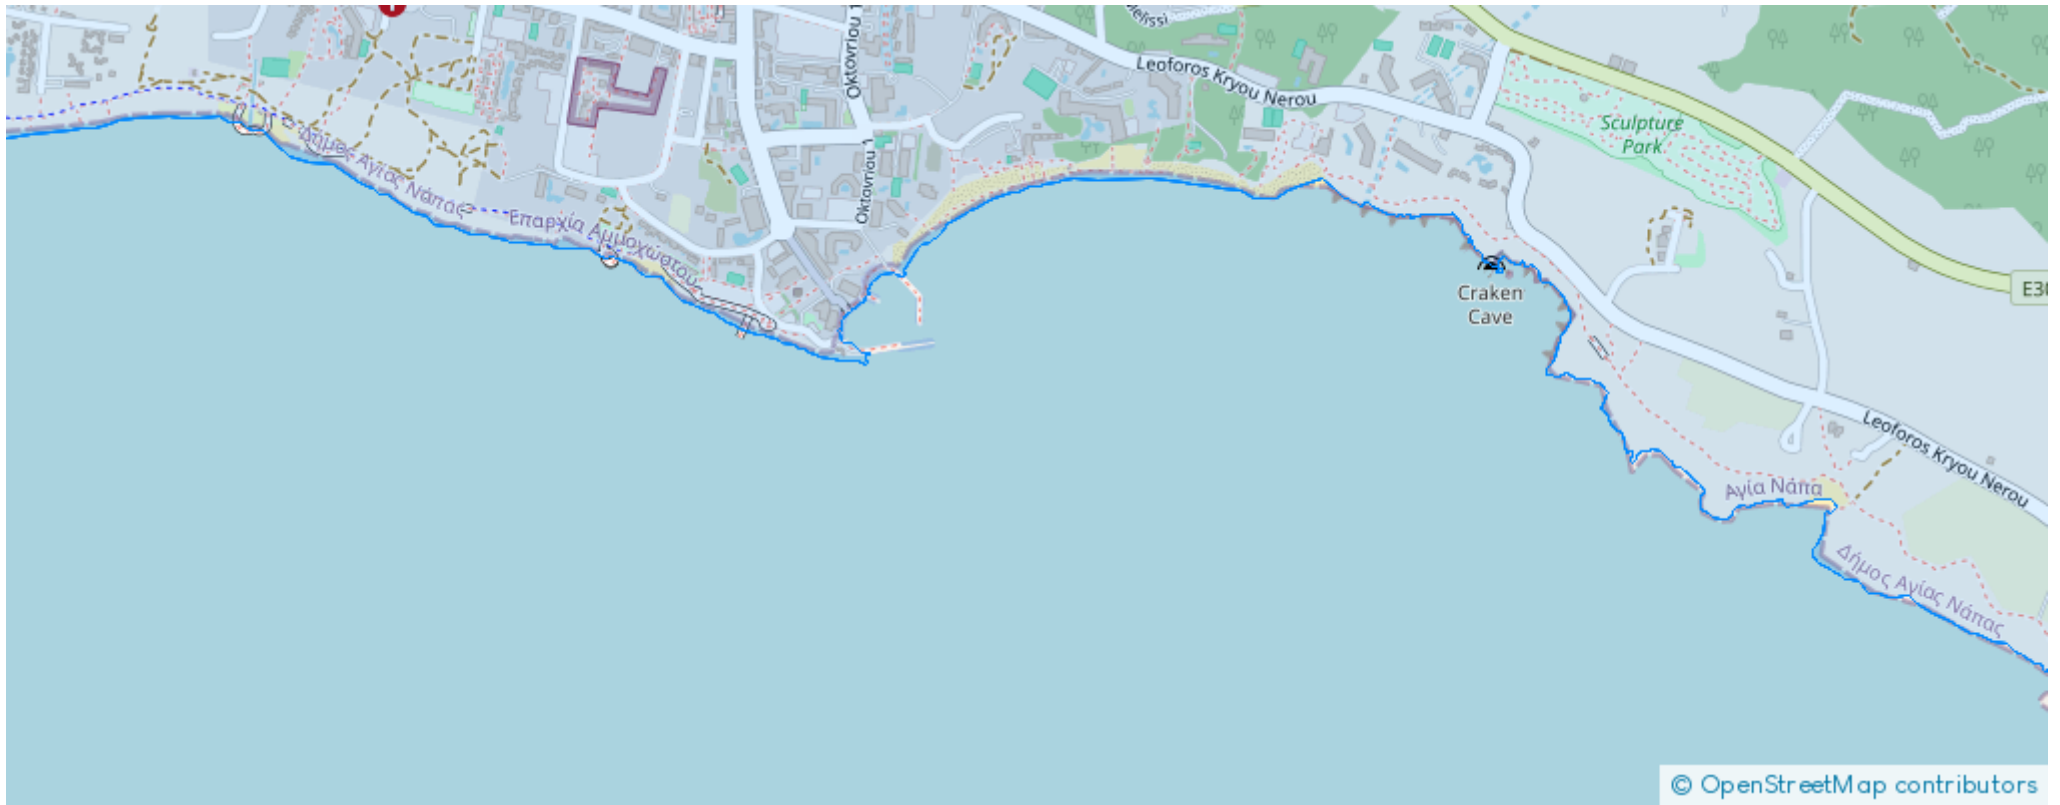 Melissi
Oktovriou 1
Leoforos Kryou Nerou
Sculpture
Park
Δήμος Αγίας Νάπας
Oktovriou 1
Επαρχία Αμμοχώστου
Craken
Cave
E30
Leoforos Kryou Nerou
Αγία Νάπα
Δήμος Αγίας Νάπας
© OpenStreetMap contributors